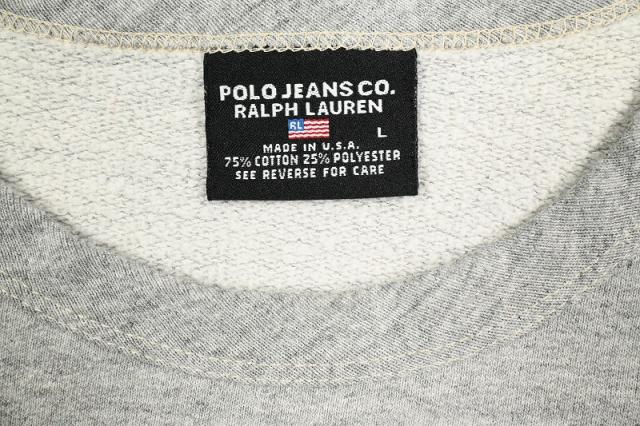 POLO JEANS CO.
RALPH LAUREN
RL
L
MADE IN U.S.A.
75% COTTON 25% POLYESTER
SEE REVERSE FOR CARE